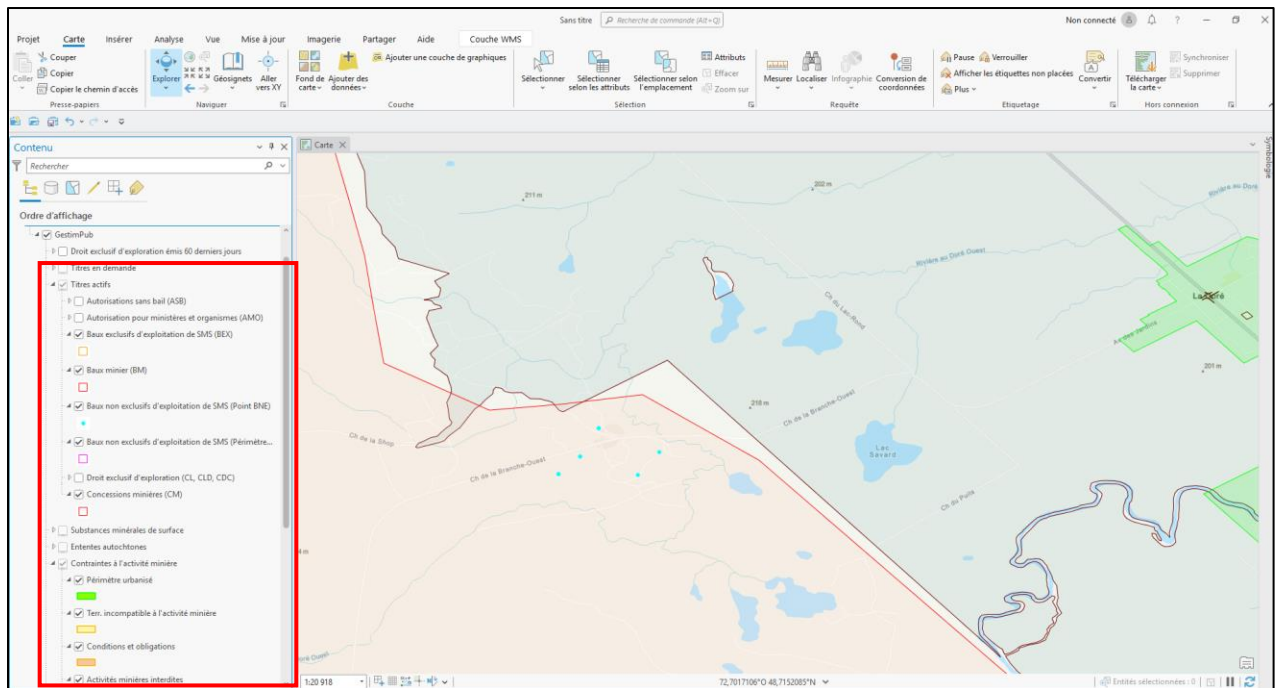 Sans titre
Recherche de commande (Alt+Q)
Non connecté
?
Projet Carte Insérer Analyse Vue Mise à jour Imagerie Partager Aide Couche WMS
Coller
Couper
Copier
Copier le chemin d'accès
Presse-papiers
Explorer
Géosignets
Aller
vers XY
Naviguer
Fond de
carte
Ajouter des
données
Ajouter une couche de graphiques
Couche
Sélectionner
Sélectionner
selon les attributs
Sélectionner selon
l'emplacement
Attributs
Effacer
Zoom sur
Sélection
Mesurer
Localiser
Infographie
Conversion de
coordonnées
Requête
Pause
Verrouiller
Afficher les étiquettes non placées
Plus
Convertir
Étiquetage
Télécharger
la carte
Synchroniser
Supprimer
Hors connexion
Contenu
Rechercher
Ordre d'affichage
GestimPub
Droit exclusif d'exploration émis 60 derniers jours
Titres en demande
Titres actifs
Autorisations sans bail (ASB)
Autorisation pour ministères et organismes (AMO)
Baux exclusifs d'exploitation de SMS (BEX)
Baux minier (BM)
Baux non exclusifs d'exploitation de SMS (Point BNE)
Baux non exclusifs d'exploitation de SMS (Périmètre...
Droit exclusif d'exploration (CL, CLD, CDC)
Concessions minières (CM)
Substances minérales de surface
Ententes autochtones
Contraintes à l'activité minière
Périmètre urbanisé
Terr. incompatible à l'activité minière
Conditions et obligations
Activités minières interdites
Carte
Symbologie
211 m
202 m
Rivière au Doré
Rivière au Doré Ouest
Ch du Lac-Rond
La Doré
Av des Jardins
201 m
218 m
Ch de la Branche-Ouest
Ch de la Shop
Ch de la Branche-Ouest
Lac
Savard
Ch du Puits
4 m
Doré Ouest
1:20 918
72,7017106°O 48,7152085°N
Entités sélectionnées : 0